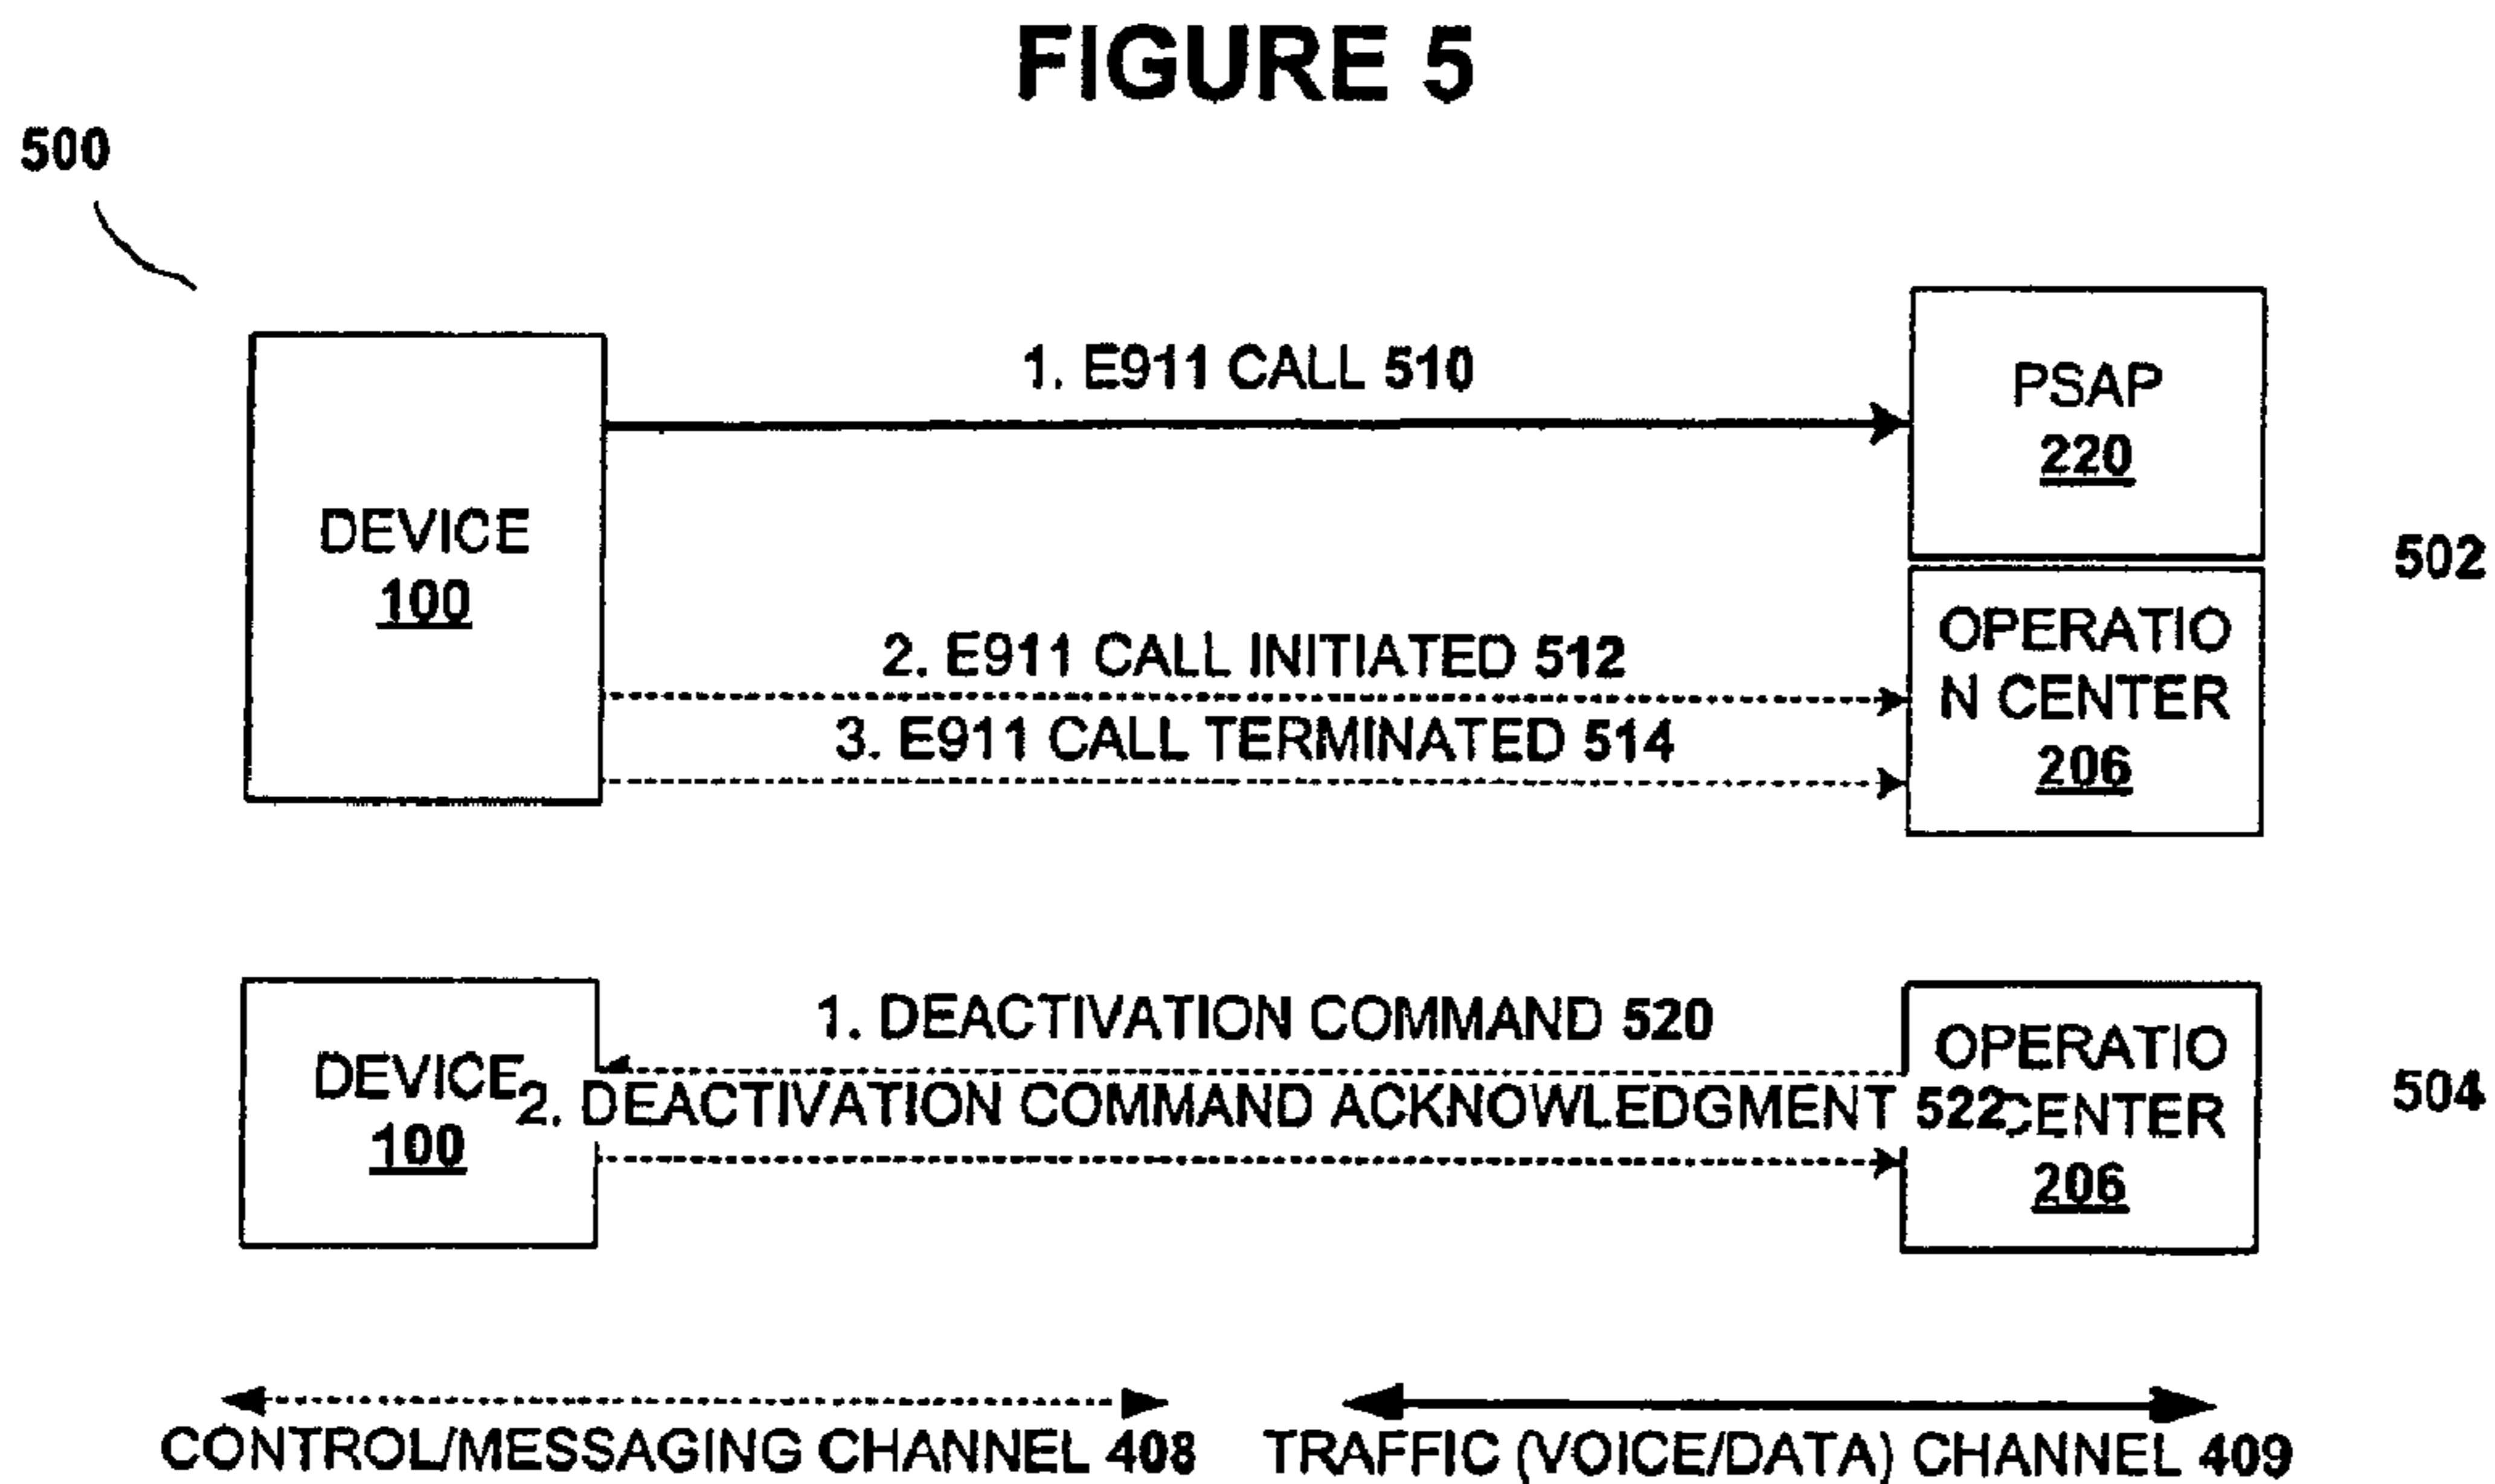 FIGURE 5
500
1. E911 CALL 510
PSAP
220
DEVICE
100
502
OPERATIO
N CENTER
206
2. E911 CALL INITIATED 512
3. E911 CALL TERMINATED 514
1. DEACTIVATION COMMAND 520
DEVICE
100
2. DEACTIVATION COMMAND ACKNOWLEDGMENT 522
OPERATIO
CENTER
206
504
CONTROL/MESSAGING CHANNEL 408
TRAFFIC (VOICE/DATA) CHANNEL 409